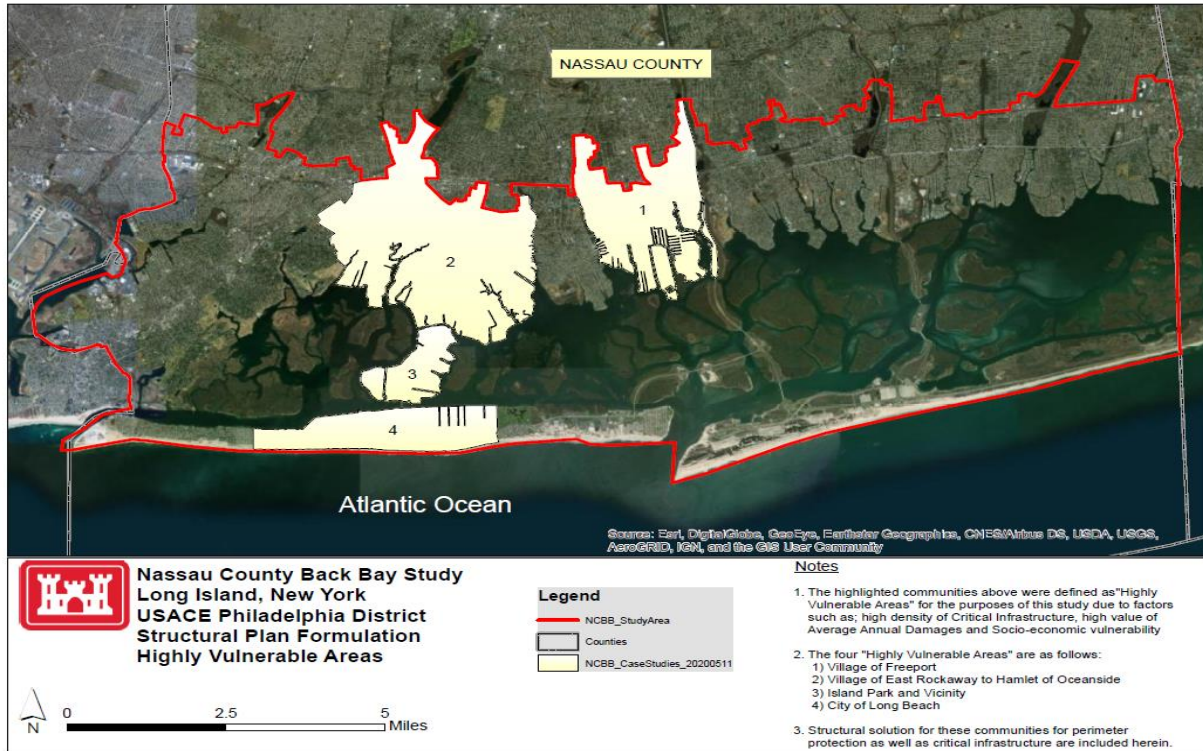 NASSAU COUNTY
1
2
3
4
Atlantic Ocean
Source: Esri, DigitalGlobe, GeoEye, Earthstar Geographics, CNES/Airbus DS, USDA, USGS,
AeroGRID, IGN, and the GIS User Community
Nassau County Back Bay Study
Long Island, New York
USACE Philadelphia District
Structural Plan Formulation
Highly Vulnerable Areas
N
0 2.5 5
Miles
Legend
NCBB_StudyArea
Counties
NCBB_CaseStudies_20200511
Notes
1. The highlighted communities above were defined as"Highly
Vulnerable Areas" for the purposes of this study due to factors
such as; high density of Critical Infrastructure, high value of
Average Annual Damages and Socio-economic vulnerability
2. The four "Highly Vulnerable Areas" are as follows:
1) Village of Freeport
2) Village of East Rockaway to Hamlet of Oceanside
3) Island Park and Vicinity
4) City of Long Beach
3. Structural solution for these communities for perimeter
protection as well as critical infrastructure are included herein.